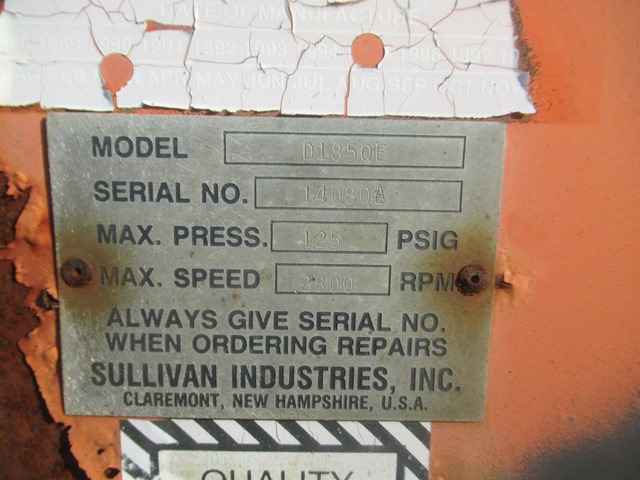 DATE OF MANUFACTURE
1989 1990 1991 1992 1993 1994 1996 1997
JAN FEB MAR APR MAY JUN JUL AUG SEP OCT NOV
MODEL D185QE
SERIAL NO. 14080A
MAX. PRESS. 125 PSIG
MAX. SPEED 2800 RPM
ALWAYS GIVE SERIAL NO.
WHEN ORDERING REPAIRS
SULLIVAN INDUSTRIES, INC.
CLAREMONT, NEW HAMPSHIRE, U.S.A.
QUALITY